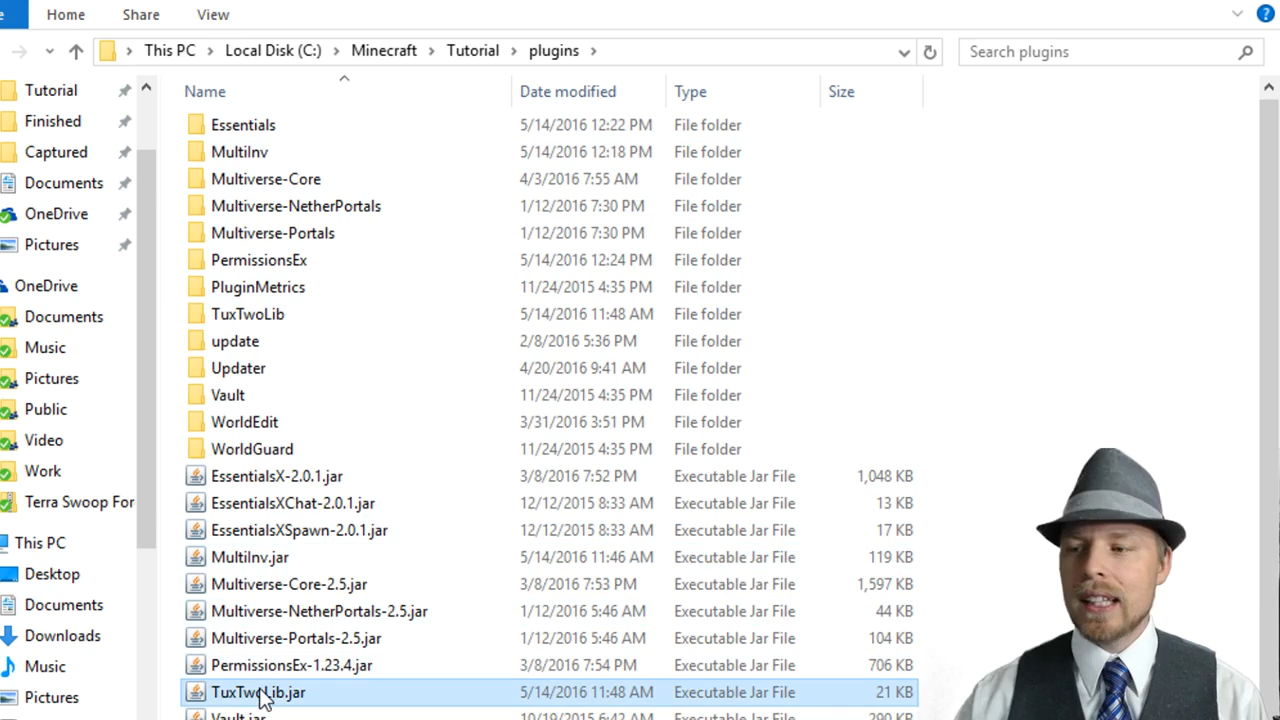 Home Share View
This PC Local Disk (C:) Minecraft Tutorial plugins Search plugins
Tutorial
Finished
Captured
Documents
OneDrive
Pictures
OneDrive
Documents
Music
Pictures
Public
Video
Work
Terra Swoop For
This PC
Desktop
Documents
Downloads
Music
Pictures
Name Date modified Type Size
Essentials 5/14/2016 12:22 PM File folder
MultiInv 5/14/2016 12:18 PM File folder
Multiverse-Core 4/3/2016 7:55 AM File folder
Multiverse-NetherPortals 1/12/2016 7:30 PM File folder
Multiverse-Portals 1/12/2016 7:30 PM File folder
PermissionsEx 5/14/2016 12:24 PM File folder
PluginMetrics 11/24/2015 4:35 PM File folder
TuxTwoLib 5/14/2016 11:48 AM File folder
update 2/8/2016 5:36 PM File folder
Updater 4/20/2016 9:41 AM File folder
Vault 11/24/2015 4:35 PM File folder
WorldEdit 3/31/2016 3:51 PM File folder
WorldGuard 11/24/2015 4:35 PM File folder
EssentialsX-2.0.1.jar 3/8/2016 7:52 PM Executable Jar File 1,048 KB
EssentialsXChat-2.0.1.jar 12/12/2015 8:33 AM Executable Jar File 13 KB
EssentialsXSpawn-2.0.1.jar 12/12/2015 8:33 AM Executable Jar File 17 KB
MultiInv.jar 5/14/2016 11:46 AM Executable Jar File 119 KB
Multiverse-Core-2.5.jar 3/8/2016 7:53 PM Executable Jar File 1,597 KB
Multiverse-NetherPortals-2.5.jar 1/12/2016 5:46 AM Executable Jar File 44 KB
Multiverse-Portals-2.5.jar 1/12/2016 5:46 AM Executable Jar File 104 KB
PermissionsEx-1.23.4.jar 3/8/2016 7:54 PM Executable Jar File 706 KB
TuxTwoLib.jar 5/14/2016 11:48 AM Executable Jar File 21 KB
Vault.jar 10/19/2015 6:42 AM Executable Jar File 290 KB